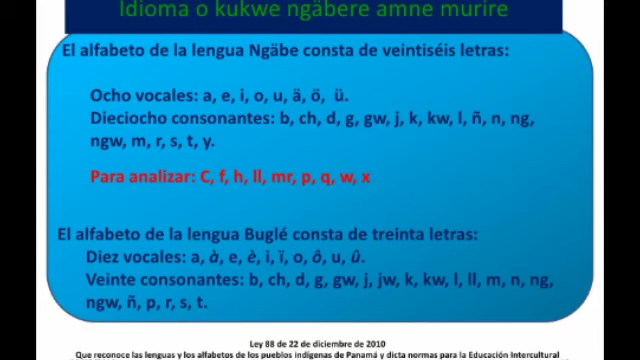 Idioma o kukwe ngäbere amne murire
El alfabeto de la lengua Ngäbe consta de veintiséis letras:
Ocho vocales: a, e, i, o, u, ä, ö, ü.
Dieciocho consonantes: b, ch, d, g, gw, j, k, kw, l, ñ, n, ng,
ngw, m, r, s, t, y.
Para analizar: C, f, h, ll, mr, p, q, w, x
El alfabeto de la lengua Buglé consta de treinta letras:
Diez vocales: a, à, e, è, i, ï, o, ô, u, û.
Veinte consonantes: b, ch, d, g, gw, j, jw, k, kw, l, ll, m, n, ng,
ngw, ñ, p, r, s, t.
Ley 88 de 22 de diciembre de 2010
Que reconoce las lenguas y los alfabetos de los pueblos indígenas de Panamá y dicta normas para la Educación Intercultural